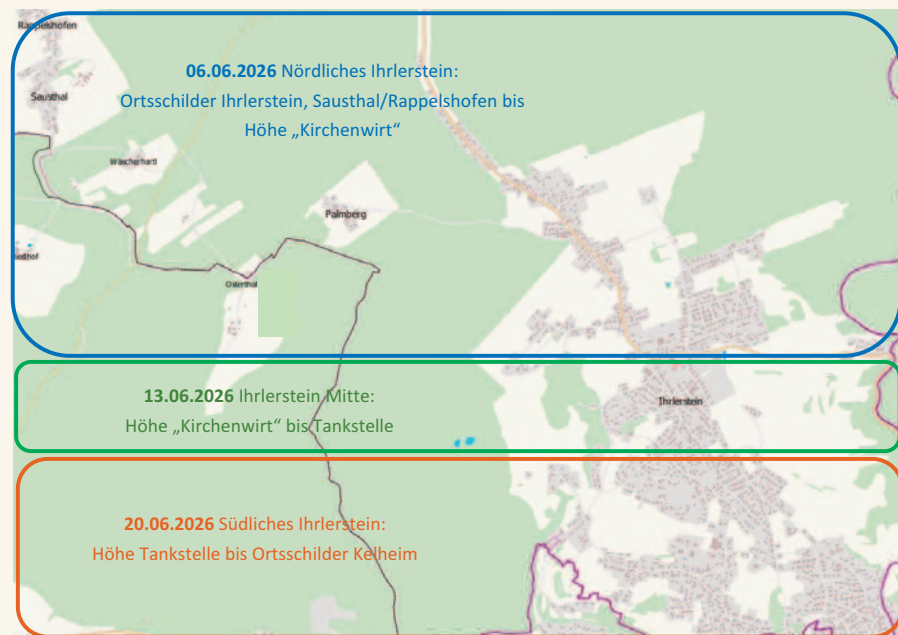 Rappelshofen
06.06.2026 Nördliches Ihrlerstein:
Ortsschilder Ihrlerstein, Sausthal/Rappelshofen bis
Höhe „Kirchenwirt“
Sausthal
Wäscherhartl
Palmberg
Osterthal
13.06.2026 Ihrlerstein Mitte:
Höhe „Kirchenwirt“ bis Tankstelle
Ihrlerstein
20.06.2026 Südliches Ihrlerstein:
Höhe Tankstelle bis Ortsschilder Kelheim